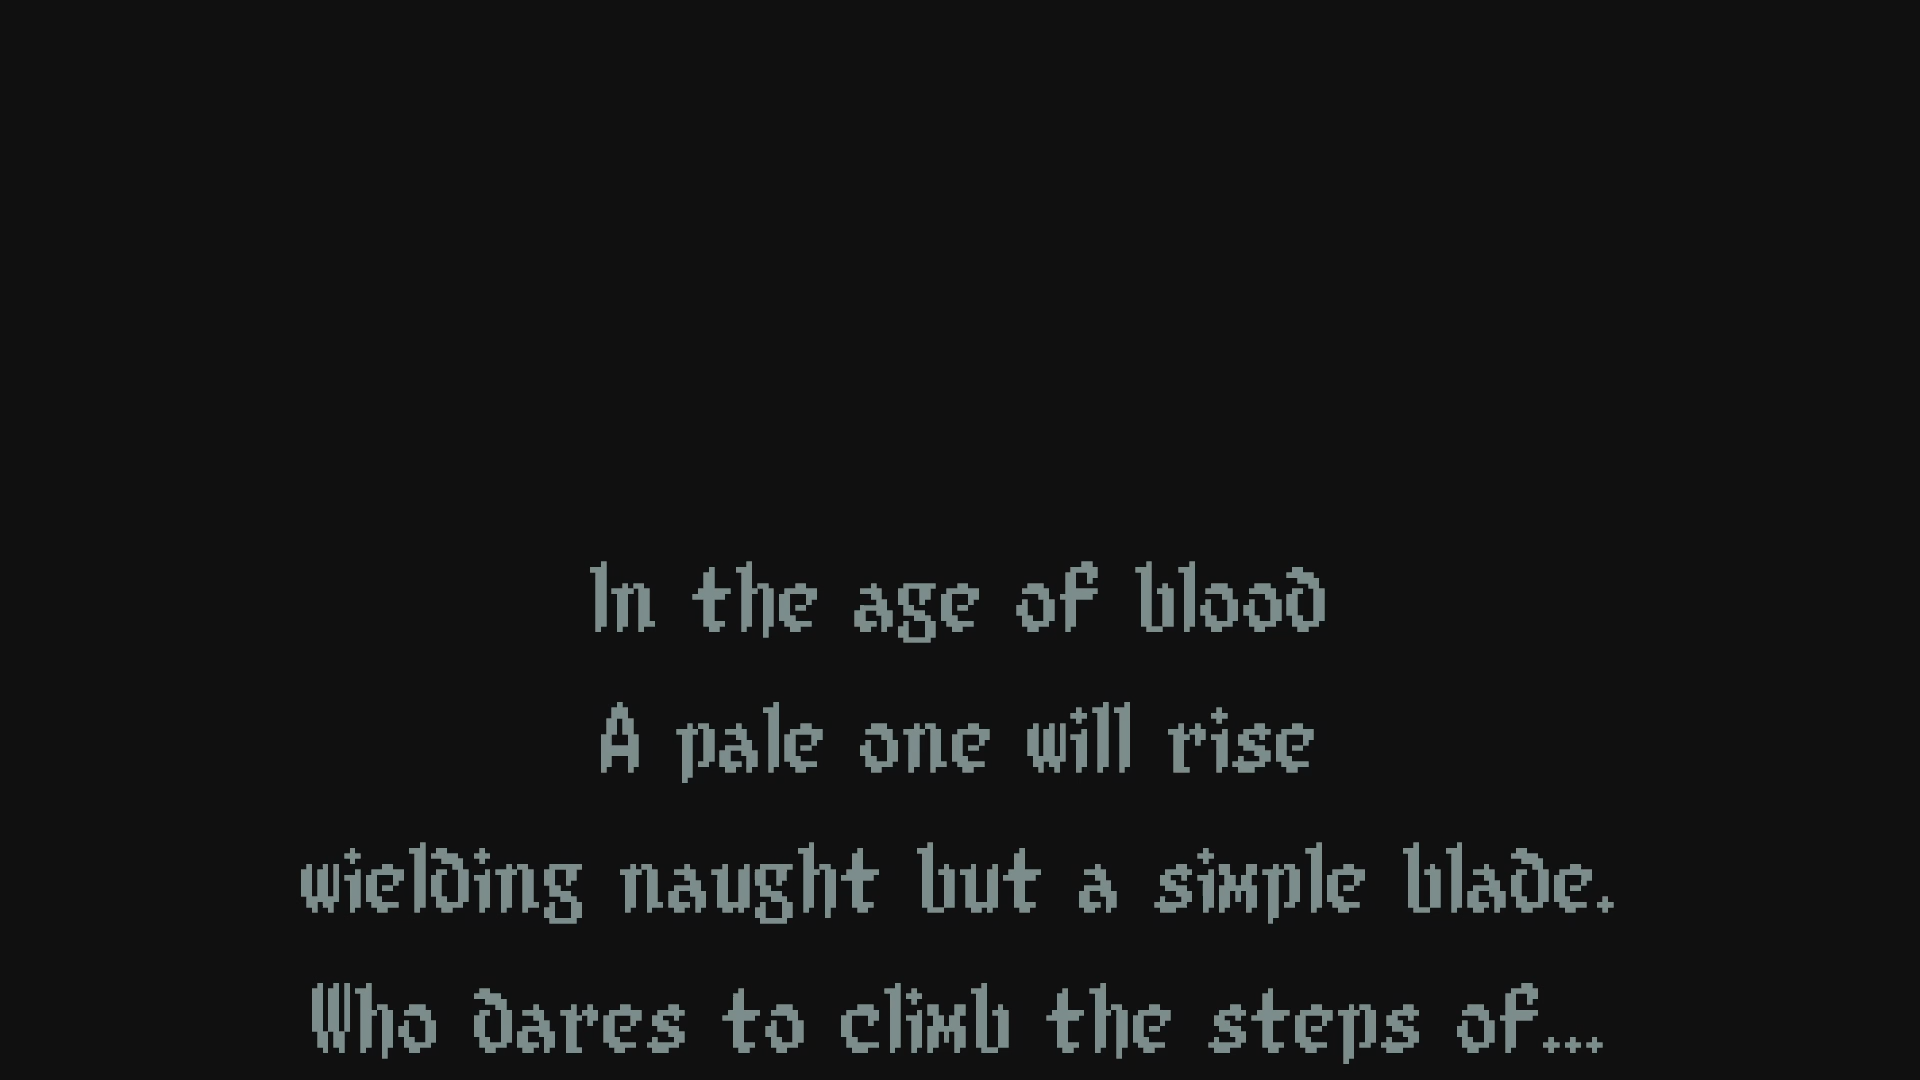 In the age of blood
A pale one will rise
wielding naught but a simple blade.
Who dares to climb the steps of...